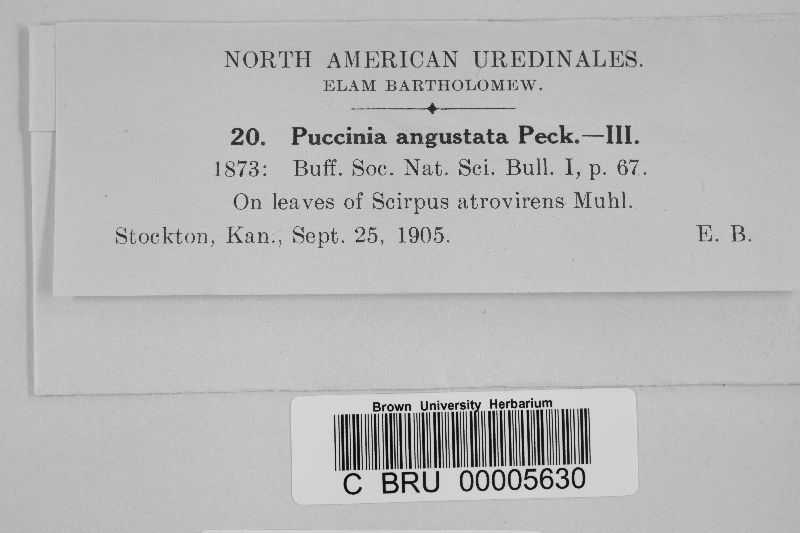 NORTH AMERICAN UREDINALES.
ELAM BARTHOLOMEW.
20. Puccinia angustata Peck.—III.
1873: Buff. Soc. Nat. Sci. Bull. I, p. 67.
On leaves of Scirpus atrovirens Muhl.
Stockton, Kan., Sept. 25, 1905. E. B.
Brown University Herbarium
C BRU 00005630